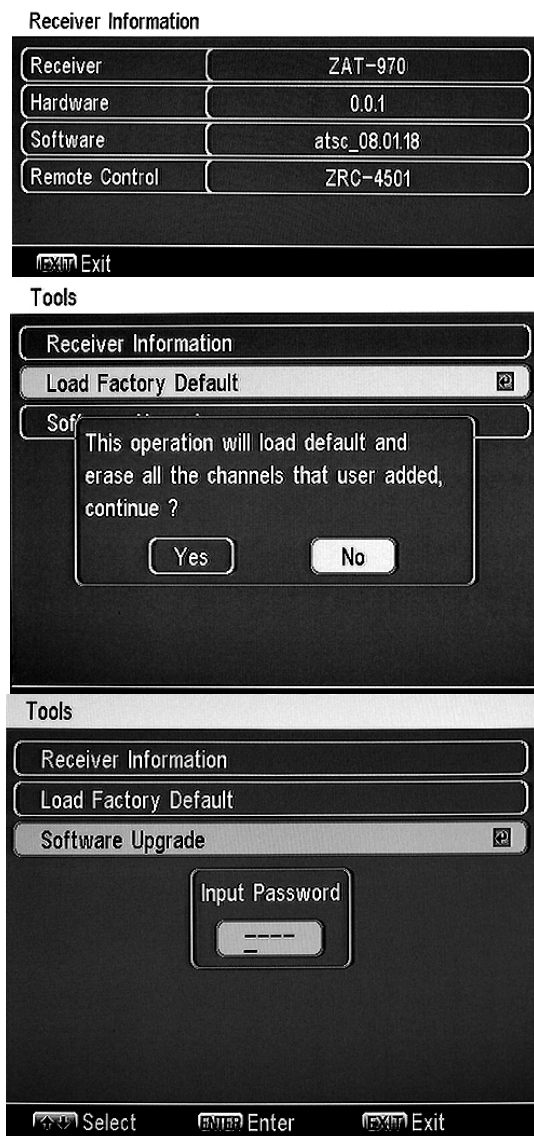 Receiver Information
Receiver ZAT-970
Hardware 0.0.1
Software atsc_08.01.18
Remote Control ZRC-4501
EXIT Exit
Tools
Receiver Information
Load Factory Default
This operation will load default and
erase all the channels that user added,
continue ?
Yes No
Tools
Receiver Information
Load Factory Default
Software Upgrade
Input Password
----
Select ENTER Enter EXIT Exit